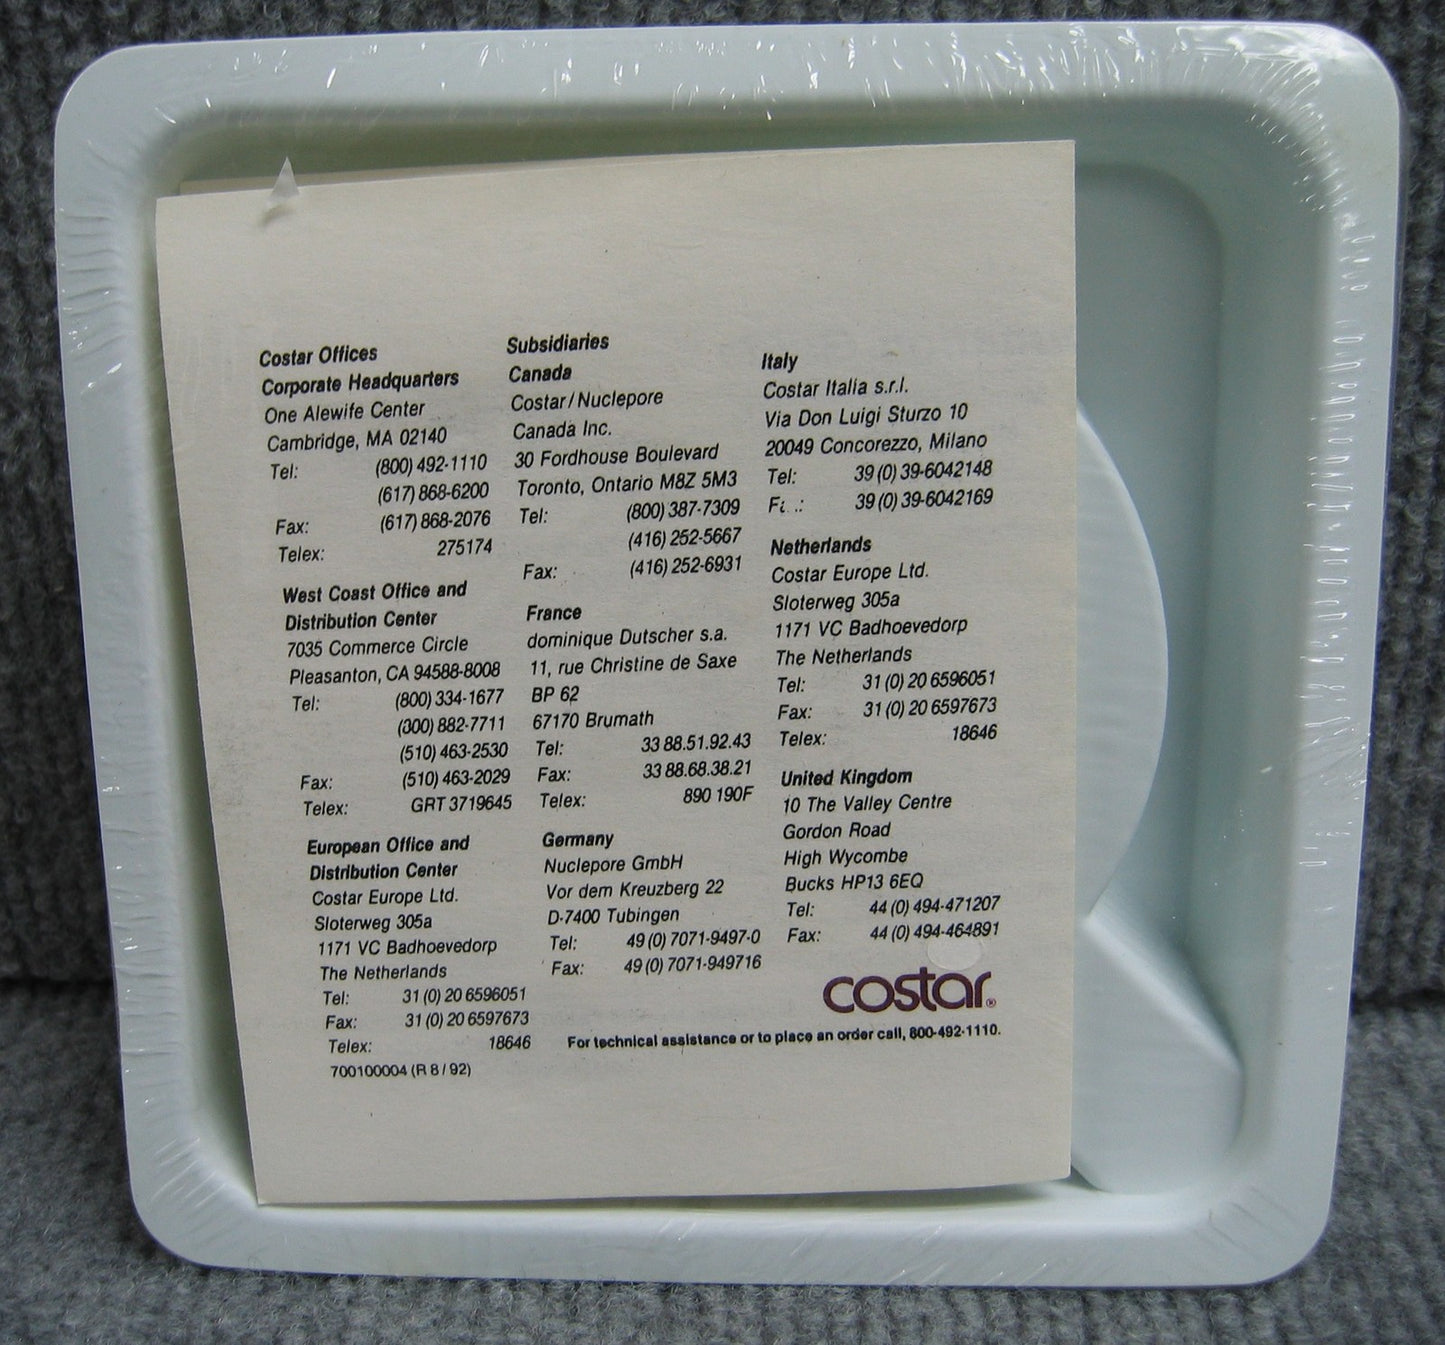 Costar Offices
Corporate Headquarters
One Alewife Center
Cambridge, MA 02140
Tel: (800) 492-1110
(617) 868-6200
Fax: (617) 868-2076
Telex: 275174
West Coast Office and
Distribution Center
7035 Commerce Circle
Pleasanton, CA 94588-8008
Tel: (800) 334-1677
(800) 882-7711
(510) 463-2530
Fax: (510) 463-2029
Telex: GRT 3719645
European Office and
Distribution Center
Costar Europe Ltd.
Sloterweg 305a
1171 VC Badhoevedorp
The Netherlands
Tel: 31 (0) 20 6596051
Fax: 31 (0) 20 6597673
Telex: 18646
700100004 (R 8 / 92)
Subsidiaries
Canada
Costar/Nuclepore
Canada Inc.
30 Fordhouse Boulevard
Toronto, Ontario M8Z 5M3
Tel: (800) 387-7309
(416) 252-5667
Fax: (416) 252-6931
France
dominique Dutscher s.a.
11, rue Christine de Saxe
BP 62
67170 Brumath
Tel: 33 88.51.92.43
Fax: 33 88.68.38.21
Telex: 890 190F
Germany
Nuclepore GmbH
Vor dem Kreuzberg 22
D-7400 Tubingen
Tel: 49 (0) 7071-9497-0
Fax: 49 (0) 7071-949716
Italy
Costar Italia s.r.l.
Via Don Luigi Sturzo 10
20049 Concorezzo, Milano
Tel: 39 (0) 39-6042148
Fax: 39 (0) 39-6042169
Netherlands
Costar Europe Ltd.
Sloterweg 305a
1171 VC Badhoevedorp
The Netherlands
Tel: 31 (0) 20 6596051
Fax: 31 (0) 20 6597673
Telex: 18646
United Kingdom
10 The Valley Centre
Gordon Road
High Wycombe
Bucks HP13 6EQ
Tel: 44 (0) 494-471207
Fax: 44 (0) 494-464891
costar®
For technical assistance or to place an order call, 800-492-1110.